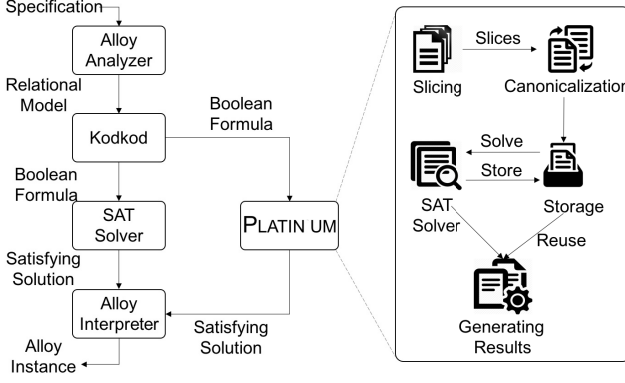 Specification
Alloy
Analyzer
Relational
Model
Kodkod
Boolean
Formula
Boolean
Formula
SAT
Solver
PLATIN UM
Satisfying
Solution
Alloy
Interpreter
Satisfying
Solution
Alloy
Instance
Slices
Slicing
Canonicalization
Solve
Store
SAT
Solver
Storage
Reuse
Generating
Results